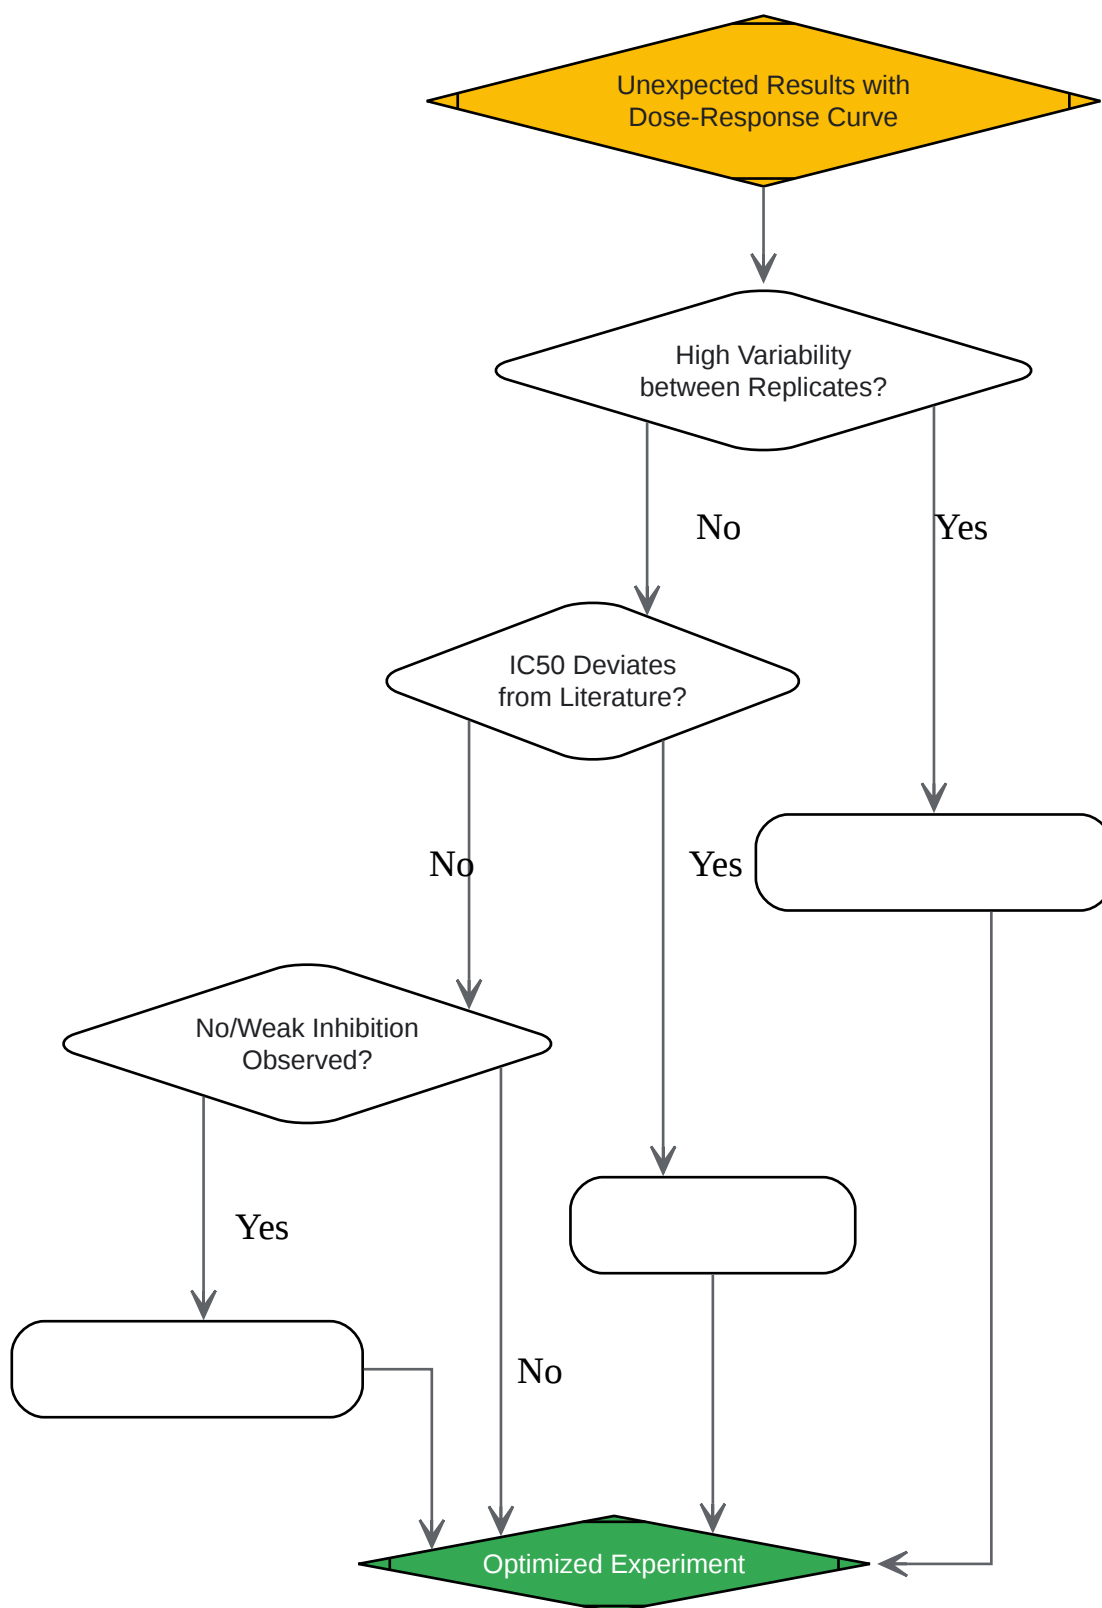 Unexpected Results with
Dose-Response Curve
High Variability
between Replicates?
No
Yes
IC50 Deviates
from Literature?
No
Yes
No/Weak Inhibition
Observed?
Yes
No
Optimized Experiment